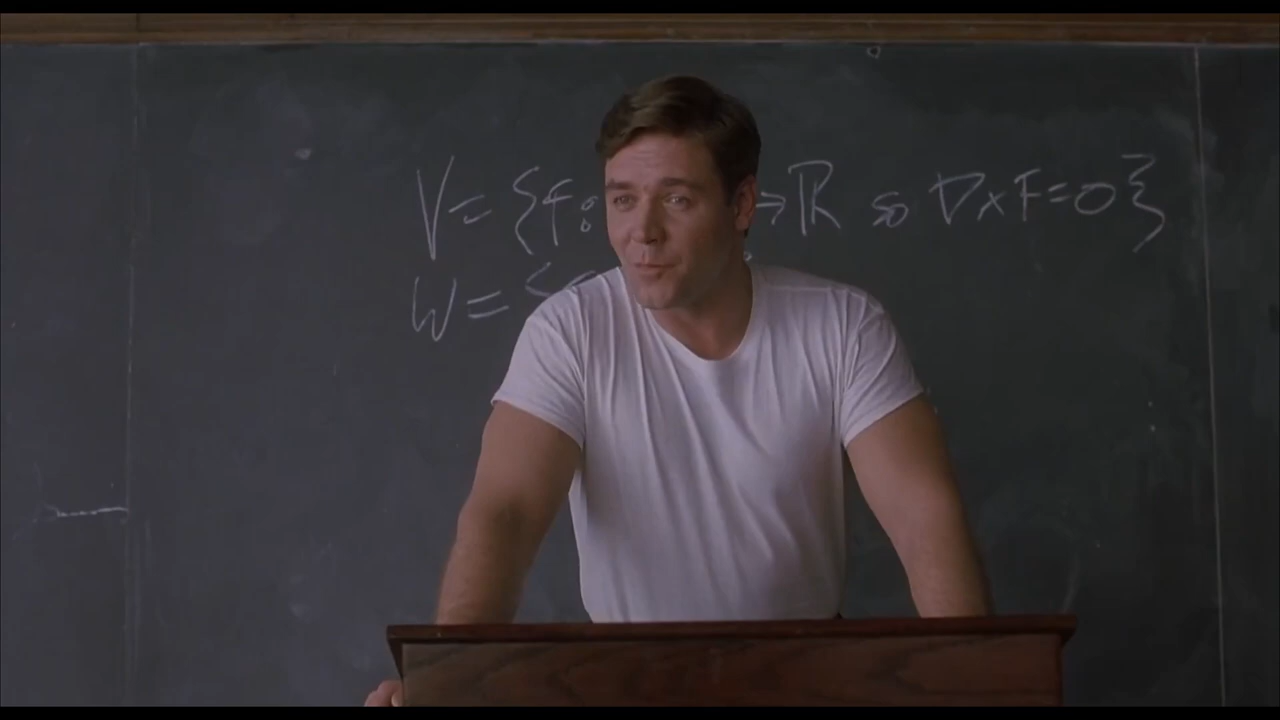 V = {F: → ℝ so ∇×F=0}
W = {